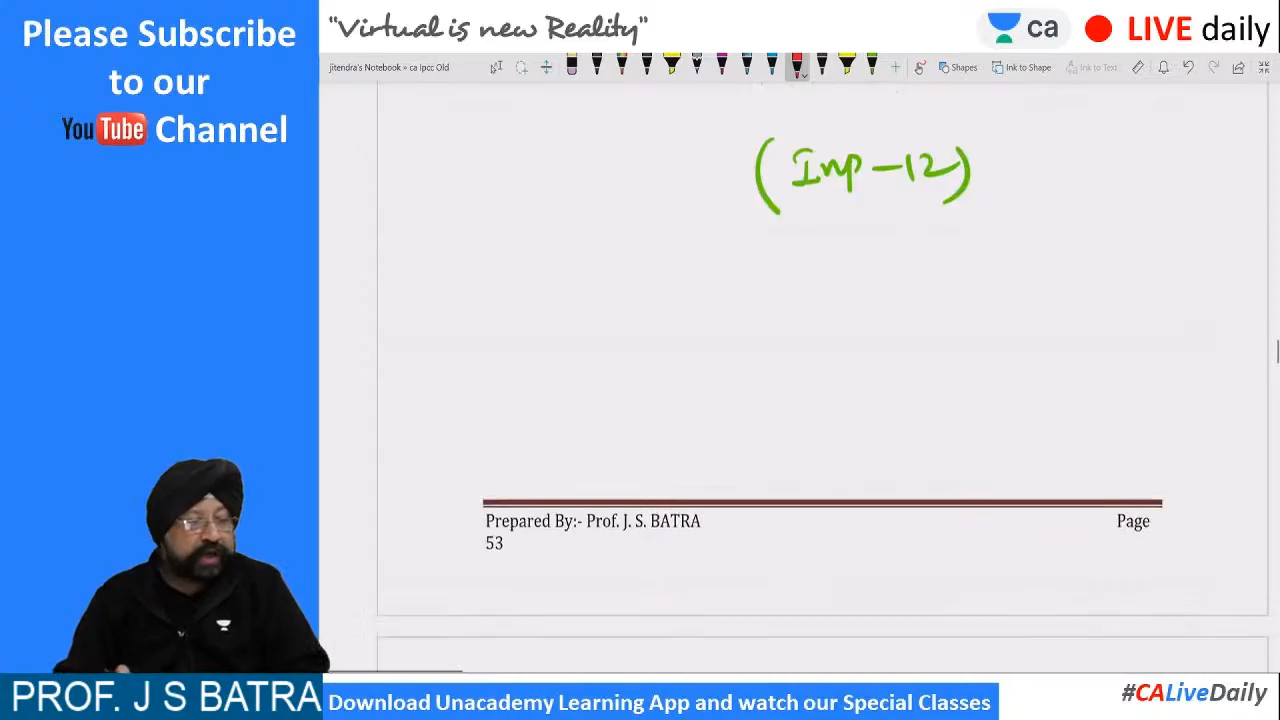 Please Subscribe
to our
YouTube Channel
"Virtual is new Reality"
ca
LIVE daily
jitendra's Notebook » ca Ipcc Old
Shapes
Ink to Shape
Ink to Text
(Imp-12)
Prepared By:- Prof. J. S. BATRA Page
53
PROF. J S BATRA
Download Unacademy Learning App and watch our Special Classes
#CALiveDaily